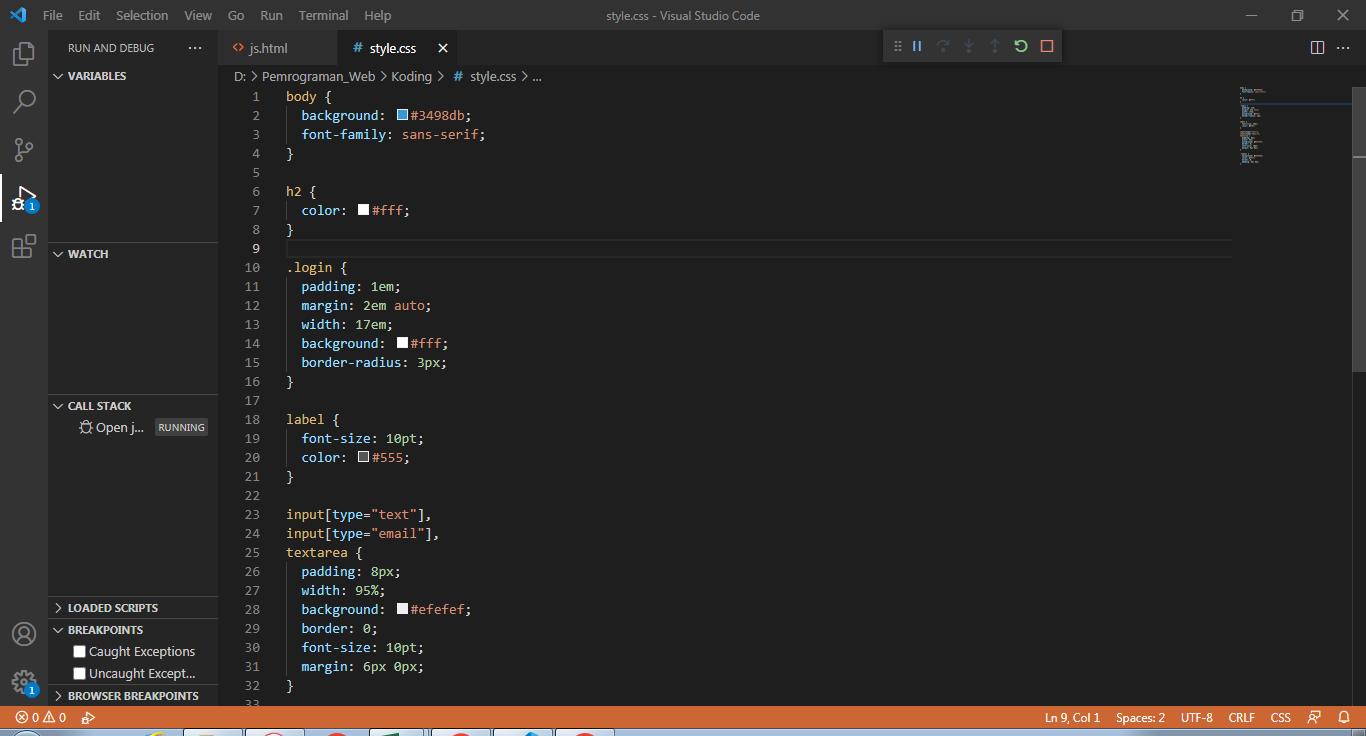 File Edit Selection View Go Run Terminal Help
style.css - Visual Studio Code
RUN AND DEBUG
VARIABLES
WATCH
CALL STACK
Open j... RUNNING
LOADED SCRIPTS
BREAKPOINTS
Caught Exceptions
Uncaught Except...
BROWSER BREAKPOINTS
1
1
<> js.html
# style.css
D: > Pemrograman_Web > Koding > # style.css > ...
1 body {
2 background: #3498db;
3 font-family: sans-serif;
4 }
5
6 h2 {
7 color: #fff;
8 }
9
10 .login {
11 padding: 1em;
12 margin: 2em auto;
13 width: 17em;
14 background: #fff;
15 border-radius: 3px;
16 }
17
18 label {
19 font-size: 10pt;
20 color: #555;
21 }
22
23 input[type="text"],
24 input[type="email"],
25 textarea {
26 padding: 8px;
27 width: 95%;
28 background: #efefef;
29 border: 0;
30 font-size: 10pt;
31 margin: 6px 0px;
32 }
33
0 0
Ln 9, Col 1 Spaces: 2 UTF-8 CRLF CSS